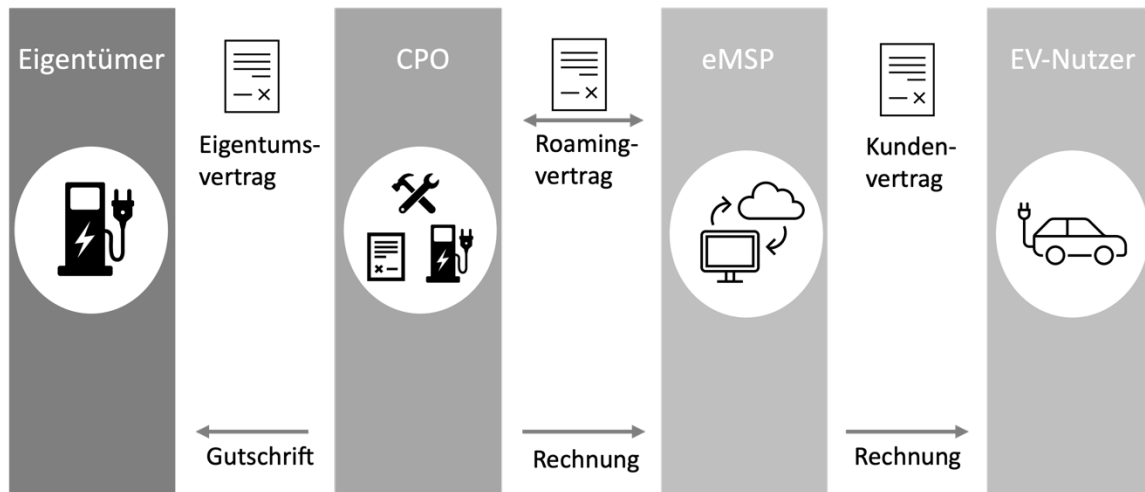 Eigentümer
CPO
eMSP
EV-Nutzer
Eigentums-
vertrag
Roaming-
vertrag
Kunden-
vertrag
Gutschrift
Rechnung
Rechnung